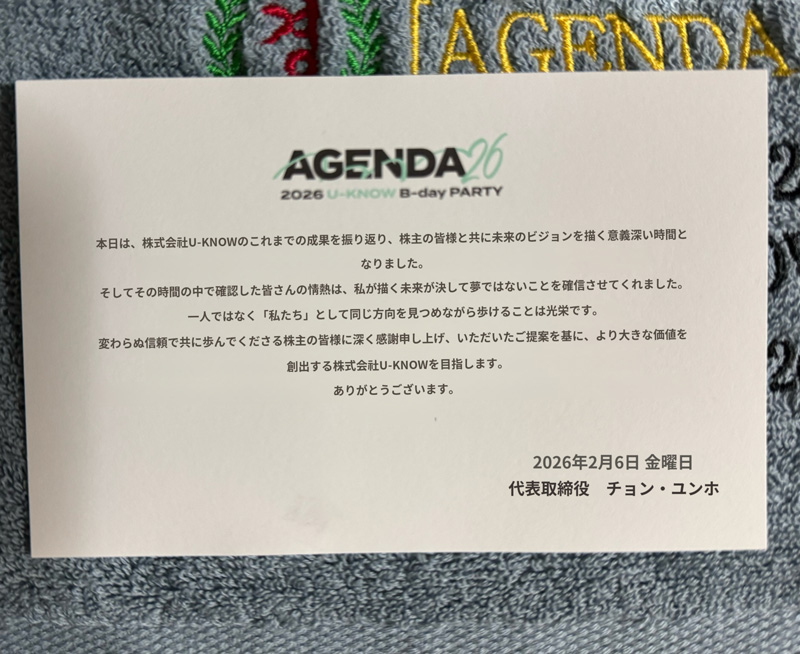 AGENDA
AGENDA26
2026 U-KNOW B-day PARTY
本日は、株式会社U-KNOWのこれまでの成果を振り返り、株主の皆様と共に未来のビジョンを描く意義深い時間と
なりました。
そしてその時間の中で確認した皆さんの情熱は、私が描く未来が決して夢ではないことを確信させてくれました。
一人ではなく「私たち」として同じ方向を見つめながら歩けることは光栄です。
変わらぬ信頼で共に歩んでくださる株主の皆様に深く感謝申し上げ、いただいたご提案を基に、より大きな価値を
創出する株式会社U-KNOWを目指します。
ありがとうございます。
2026年2月6日 金曜日
代表取締役　チョン・ユンホ